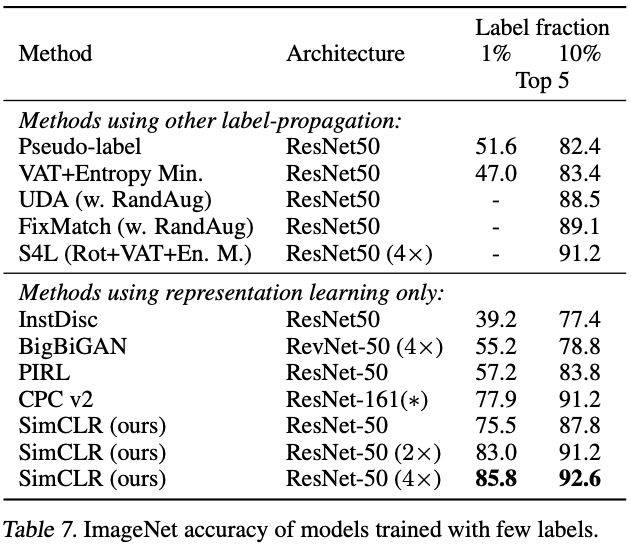 Label fraction
Method Architecture 1% 10%
Top 5
Methods using other label-propagation:
Pseudo-label ResNet50 51.6 82.4
VAT+Entropy Min. ResNet50 47.0 83.4
UDA (w. RandAug) ResNet50 - 88.5
FixMatch (w. RandAug) ResNet50 - 89.1
S4L (Rot+VAT+En. M.) ResNet50 (4×) - 91.2
Methods using representation learning only:
InstDisc ResNet50 39.2 77.4
BigBiGAN RevNet-50 (4×) 55.2 78.8
PIRL ResNet-50 57.2 83.8
CPC v2 ResNet-161(∗) 77.9 91.2
SimCLR (ours) ResNet-50 75.5 87.8
SimCLR (ours) ResNet-50 (2×) 83.0 91.2
SimCLR (ours) ResNet-50 (4×) 85.8 92.6
Table 7. ImageNet accuracy of models trained with few labels.